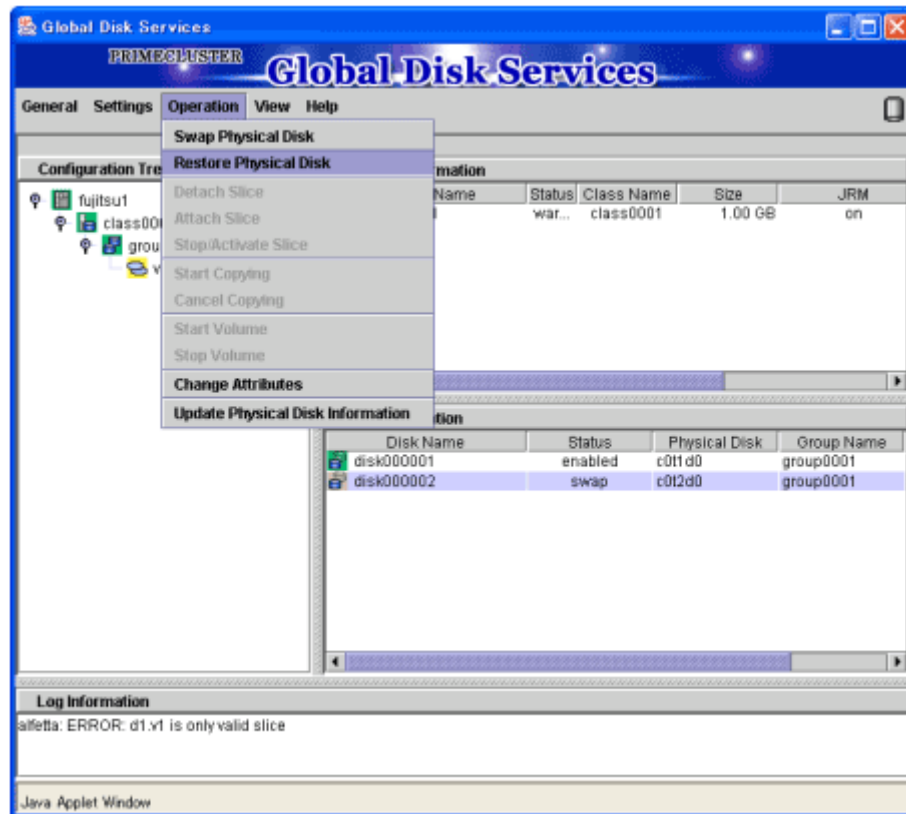 Global Disk Services
PRIMECLUSTER
Global Disk Services
General Settings Operation View Help
Swap Physical Disk
Restore Physical Disk
Detach Slice
Attach Slice
Stop/Activate Slice
Start Copying
Cancel Copying
Start Volume
Stop Volume
Change Attributes
Update Physical Disk Information
Configuration Tre
fujitsu1
class00
grou
v
mation
Name Status Class Name Size JRM
war... class0001 1.00 GB on
tion
Disk Name Status Physical Disk Group Name
disk000001 enabled c0t1d0 group0001
disk000002 swap c0t2d0 group0001
Log Information
alfetta: ERROR: d1.v1 is only valid slice
Java Applet Window